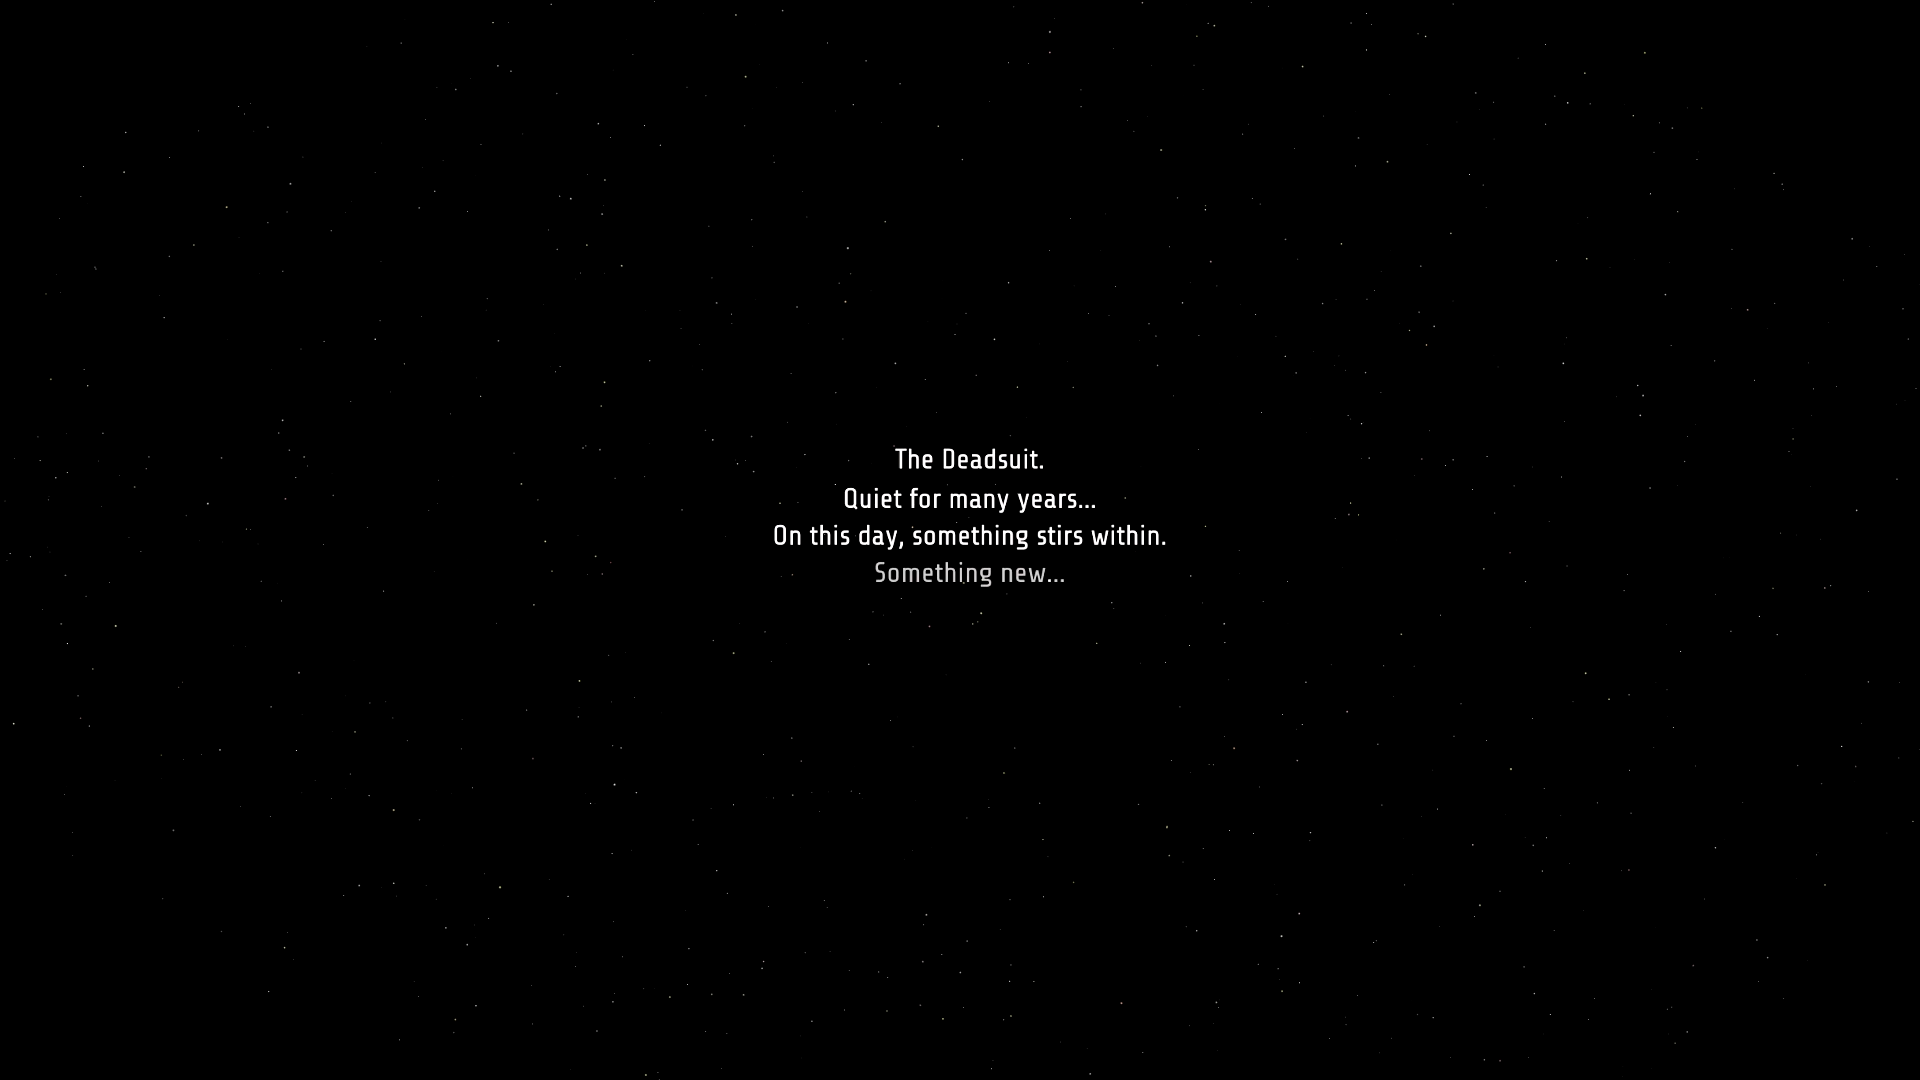 The Deadsuit.
Quiet for many years...
On this day, something stirs within.
Something new...